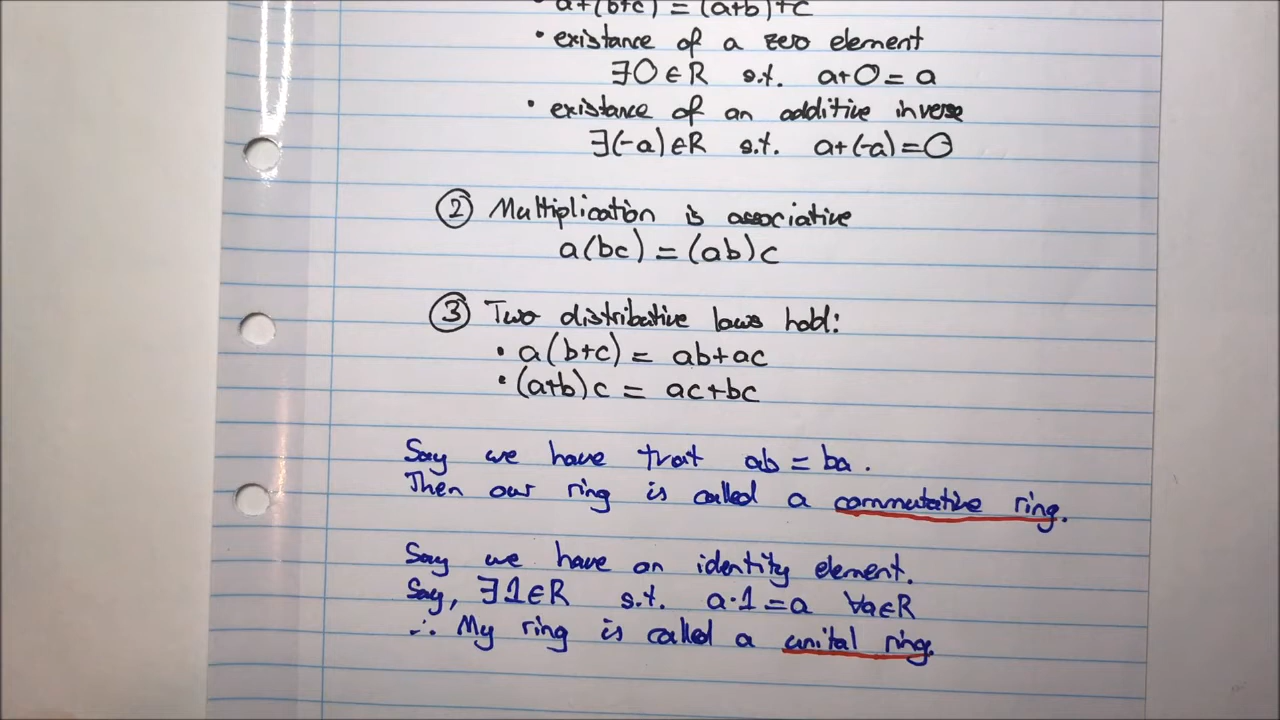 • a+(b+c) = (a+b)+c
• existance of a zero element
∃0∈R s.t. a+0=a
• existance of an additive inverse
∃(-a)∈R s.t. a+(-a)=0
② Multiplication is associative
a(bc) = (ab)c
③ Two distributive laws hold:
• a(b+c) = ab+ac
• (a+b)c = ac+bc
Say we have trait ab = ba.
Then our ring is called a commutative ring.
Say we have an identity element.
Say, ∃1∈R s.t. a·1=a ∀a∈R
∴ My ring is called a unital ring.